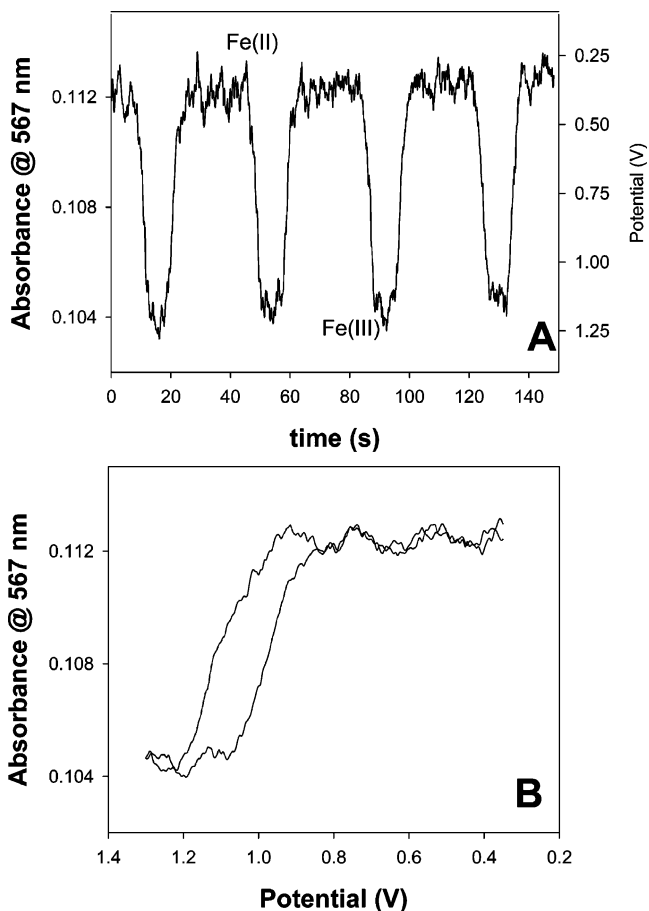 Absorbance @ 567 nm
0.112
0.108
0.104
Fe(II)
Fe(III)
0.25
0.50
0.75
1.00
1.25
Potential (V)
A
0 20 40 60 80 100 120 140
time (s)
Absorbance @ 567 nm
0.112
0.108
0.104
B
1.4 1.2 1.0 0.8 0.6 0.4 0.2
Potential (V)